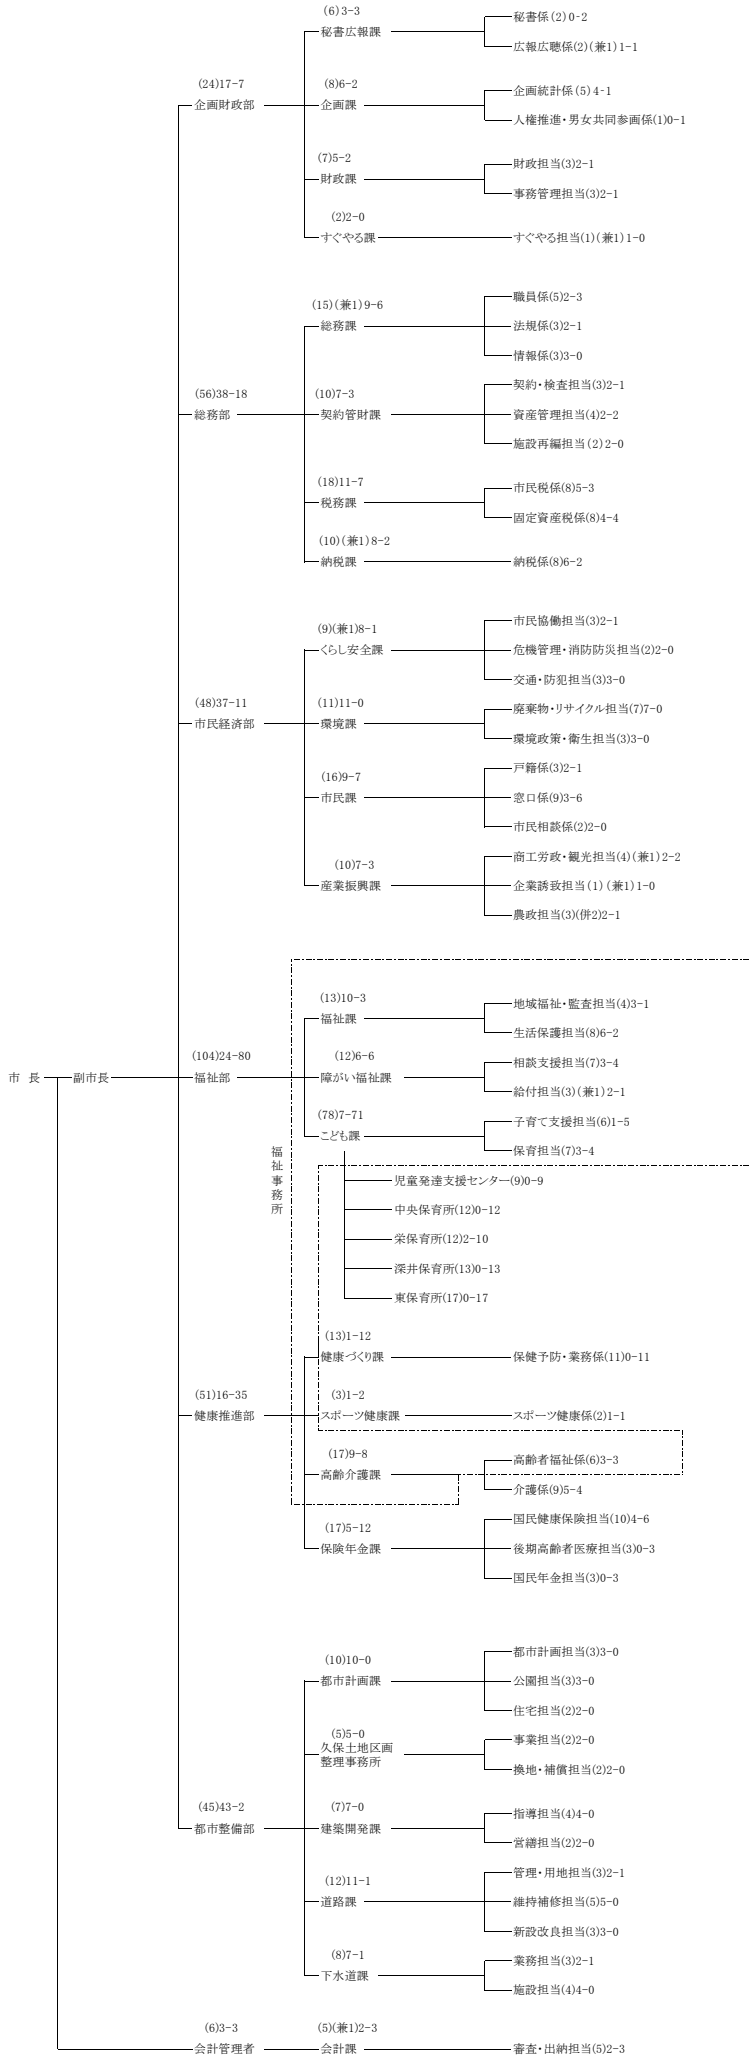 (6)3-3
秘書広報課
秘書係(2)0-2
広報広聴係(2)(兼1)1-1
(24)17-7
企画財政部
(8)6-2
企画課
企画統計係(5)4-1
人権推進・男女共同参画係(1)0-1
(7)5-2
財政課
財政担当(3)2-1
事務管理担当(3)2-1
(2)2-0
すぐやる課
すぐやる担当(1)(兼1)1-0
(15)(兼1)9-6
総務課
職員係(5)2-3
法規係(3)2-1
情報係(3)3-0
(56)38-18
総務部
(10)7-3
契約管財課
契約・検査担当(3)2-1
資産管理担当(4)2-2
施設再編担当(2)2-0
(18)11-7
税務課
市民税係(8)5-3
固定資産税係(8)4-4
(10)(兼1)8-2
納税課
納税係(8)6-2
(9)(兼1)8-1
くらし安全課
市民協働担当(3)2-1
危機管理・消防防災担当(2)2-0
交通・防犯担当(3)3-0
(48)37-11
市民経済部
(11)11-0
環境課
廃棄物・リサイクル担当(7)7-0
環境政策・衛生担当(3)3-0
(16)9-7
市民課
戸籍係(3)2-1
窓口係(9)3-6
市民相談係(2)2-0
(10)7-3
産業振興課
商工労政・観光担当(4)(兼1)2-2
企業誘致担当(1)(兼1)1-0
農政担当(3)(併2)2-1
(13)10-3
福祉課
地域福祉・監査担当(4)3-1
生活保護担当(8)6-2
市 長
副市長
(104)24-80
福祉部
(12)6-6
障がい福祉課
相談支援担当(7)3-4
給付担当(3)(兼1)2-1
(78)7-71
こども課
子育て支援担当(6)1-5
保育担当(7)3-4
福祉事務所
児童発達支援センター(9)0-9
中央保育所(12)0-12
栄保育所(12)2-10
深井保育所(13)0-13
東保育所(17)0-17
(13)1-12
健康づくり課
保健予防・業務係(11)0-11
(51)16-35
健康推進部
(3)1-2
スポーツ健康課
スポーツ健康係(2)1-1
(17)9-8
高齢介護課
高齢者福祉係(6)3-3
介護係(9)5-4
(17)5-12
保険年金課
国民健康保険担当(10)4-6
後期高齢者医療担当(3)0-3
国民年金担当(3)0-3
(10)10-0
都市計画課
都市計画担当(3)3-0
公園担当(3)3-0
住宅担当(2)2-0
(5)5-0
久保土地区画
整理事務所
事業担当(2)2-0
換地・補償担当(2)2-0
(45)43-2
都市整備部
(7)7-0
建築開発課
指導担当(4)4-0
営繕担当(2)2-0
(12)11-1
道路課
管理・用地担当(3)2-1
維持補修担当(5)5-0
新設改良担当(3)3-0
(8)7-1
下水道課
業務担当(3)2-1
施設担当(4)4-0
(6)3-3
会計管理者
(5)(兼1)2-3
会計課
審査・出納担当(5)2-3